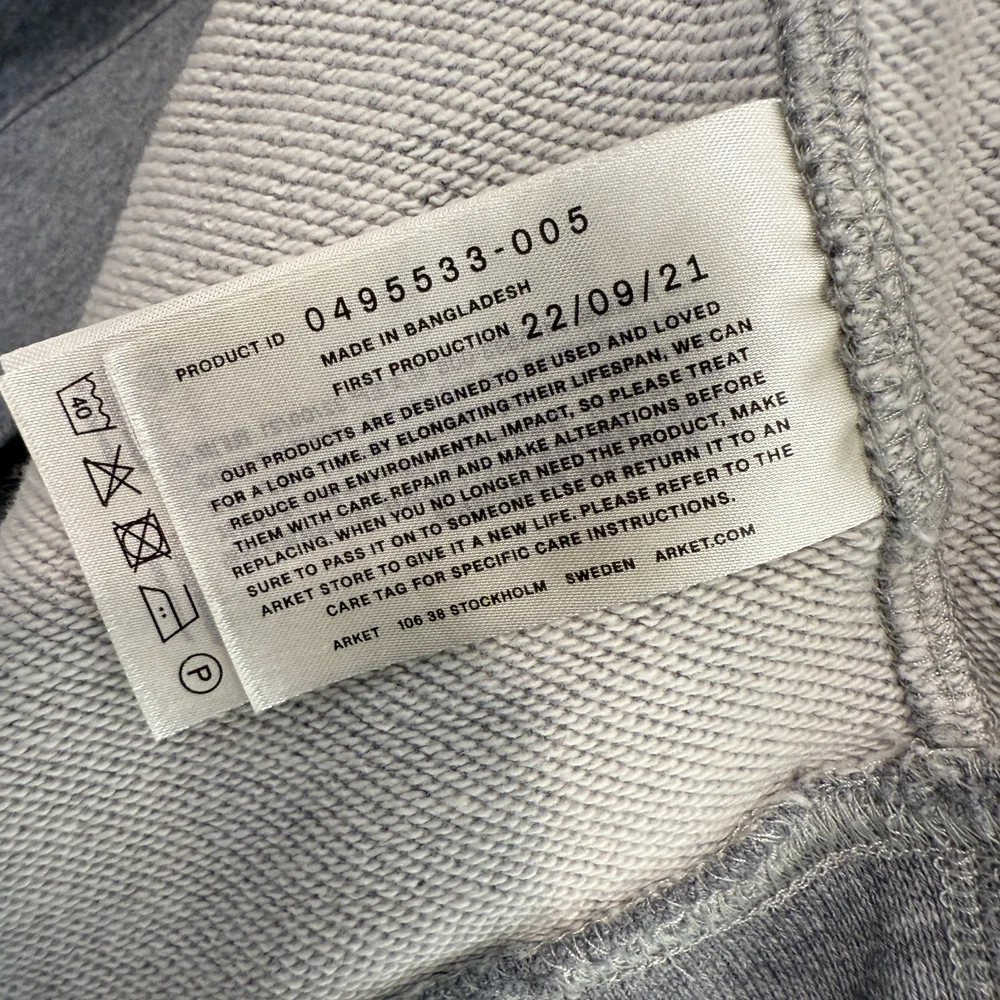 PRODUCT ID 0495533-005
MADE IN BANGLADESH
FIRST PRODUCTION 22/09/21
OUR PRODUCTS ARE DESIGNED TO BE USED AND LOVED
FOR A LONG TIME. BY ELONGATING THEIR LIFESPAN, WE CAN
REDUCE OUR ENVIRONMENTAL IMPACT, SO PLEASE TREAT
THEM WITH CARE. REPAIR AND MAKE ALTERATIONS BEFORE
REPLACING. WHEN YOU NO LONGER NEED THE PRODUCT, MAKE
SURE TO PASS IT ON TO SOMEONE ELSE OR RETURN IT TO AN
ARKET STORE TO GIVE IT A NEW LIFE. PLEASE REFER TO THE
CARE TAG FOR SPECIFIC CARE INSTRUCTIONS.
ARKET 106 38 STOCKHOLM SWEDEN ARKET.COM
40
P